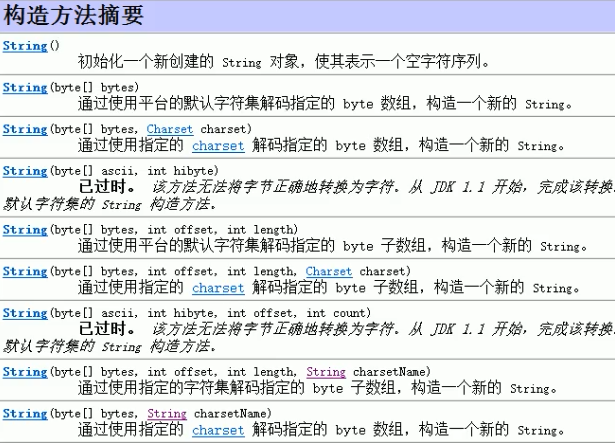 构造方法摘要
String()
初始化一个新创建的 String 对象，使其表示一个空字符序列。
String(byte[] bytes)
通过使用平台的默认字符集解码指定的 byte 数组，构造一个新的 String。
String(byte[] bytes, Charset charset)
通过使用指定的 charset 解码指定的 byte 数组，构造一个新的 String。
String(byte[] ascii, int hibyte)
已过时。 该方法无法将字节正确地转换为字符。从 JDK 1.1 开始，完成该转换
默认字符集的 String 构造方法。
String(byte[] bytes, int offset, int length)
通过使用平台的默认字符集解码指定的 byte 子数组，构造一个新的 String。
String(byte[] bytes, int offset, int length, Charset charset)
通过使用指定的 charset 解码指定的 byte 子数组，构造一个新的 String。
String(byte[] ascii, int hibyte, int offset, int count)
已过时。 该方法无法将字节正确地转换为字符。从 JDK 1.1 开始，完成该转换
默认字符集的 String 构造方法。
String(byte[] bytes, int offset, int length, String charsetName)
通过使用指定的字符集解码指定的 byte 子数组，构造一个新的 String。
String(byte[] bytes, String charsetName)
通过使用指定的 charset 解码指定的 byte 数组，构造一个新的 String。